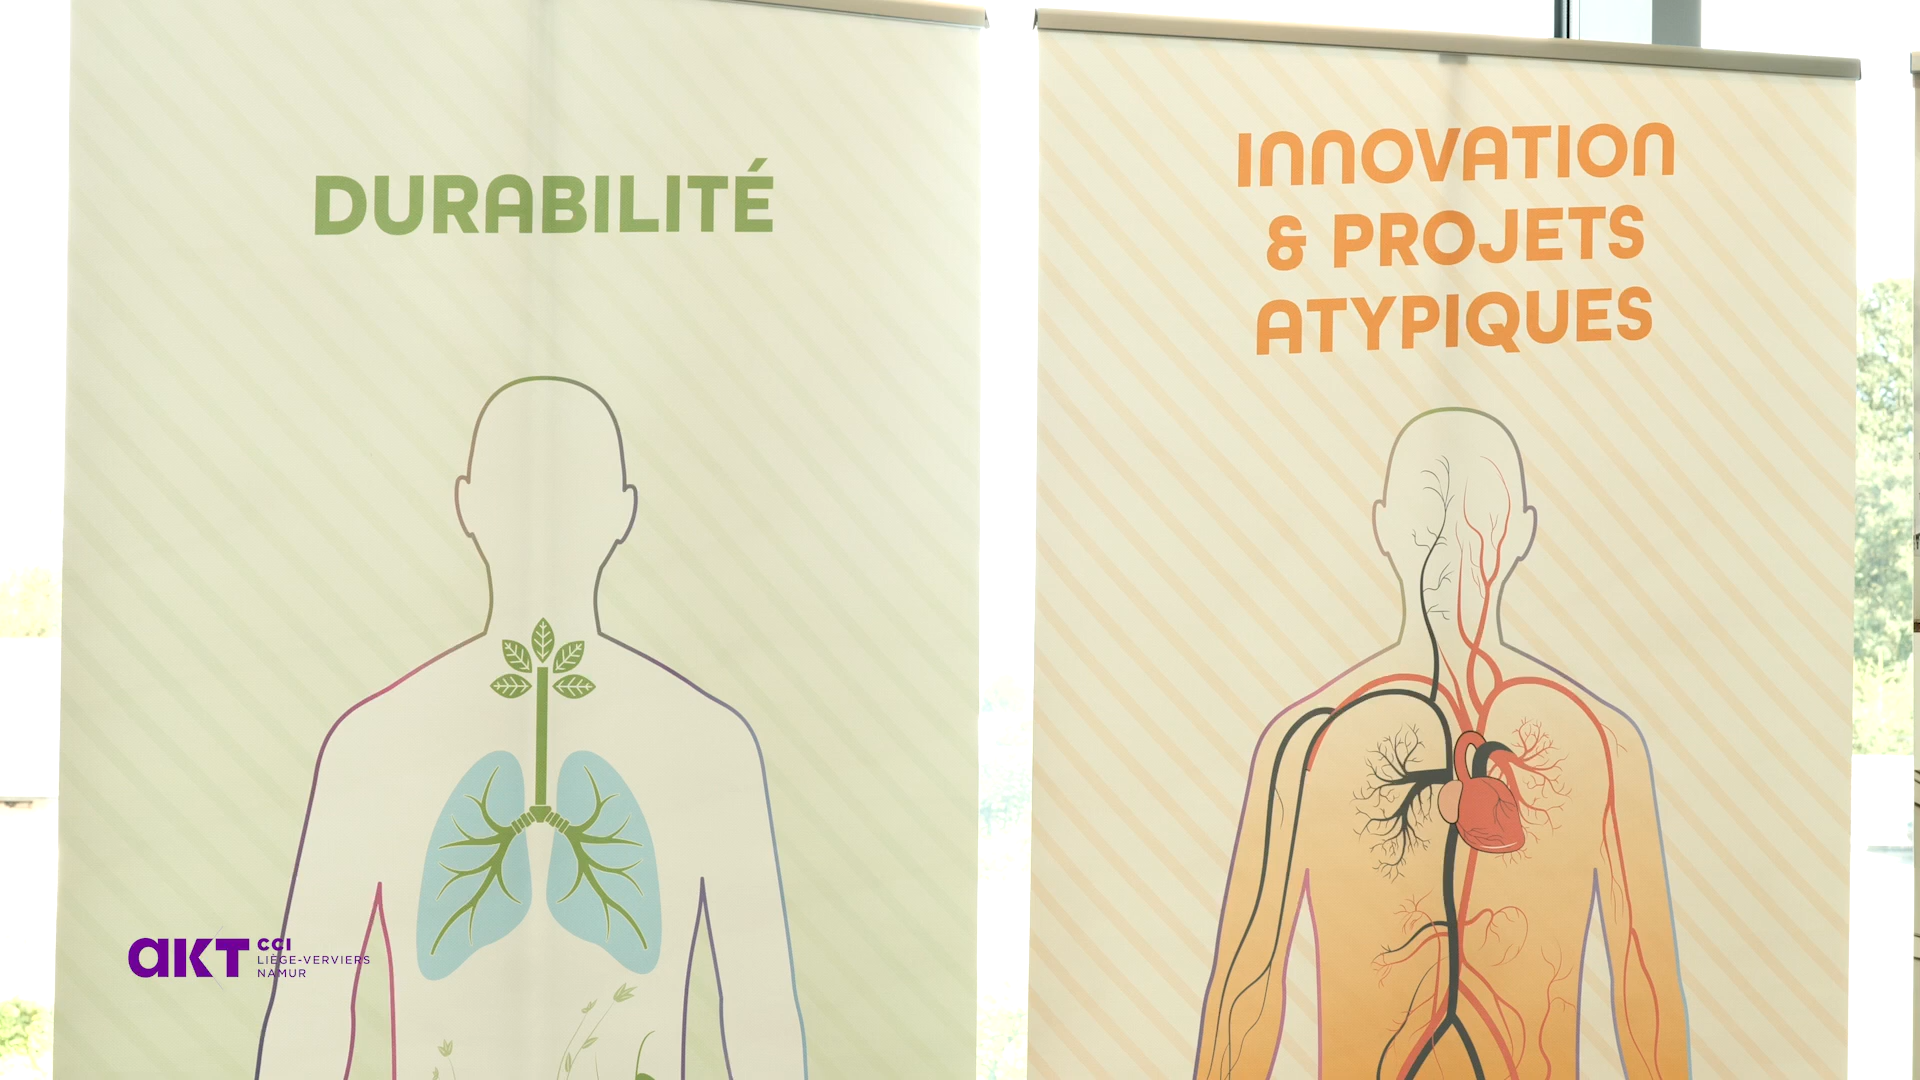 DURABILITÉ
INNOVATION
& PROJETS
ATYPIQUES
aKT CCI
LIÈGE-VERVIERS
NAMUR